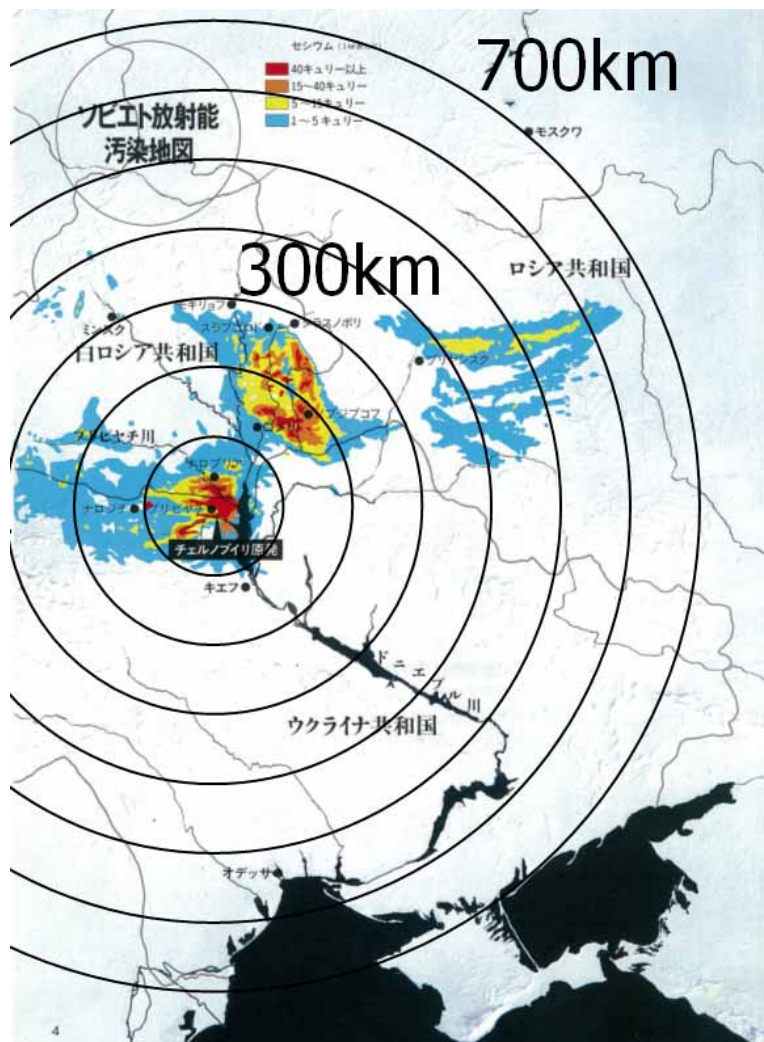 セシウム
700km
40キュリー以上
15～40キュリー
5～15キュリー
1～5キュリー
ソビエト放射能
汚染地図
モスクワ
300km
ロシア共和国
モギリョフ
ミンスク
スラブゴロド
クラスノポリ
白ロシア共和国
ブリャンスク
ノブジブコフ
ゴメリ
プリピャチ川
ナロブリャ
ナロジチ
プリピャチ
チェルノブイリ原発
キエフ
ドニエプル川
ウクライナ共和国
オデッサ
4